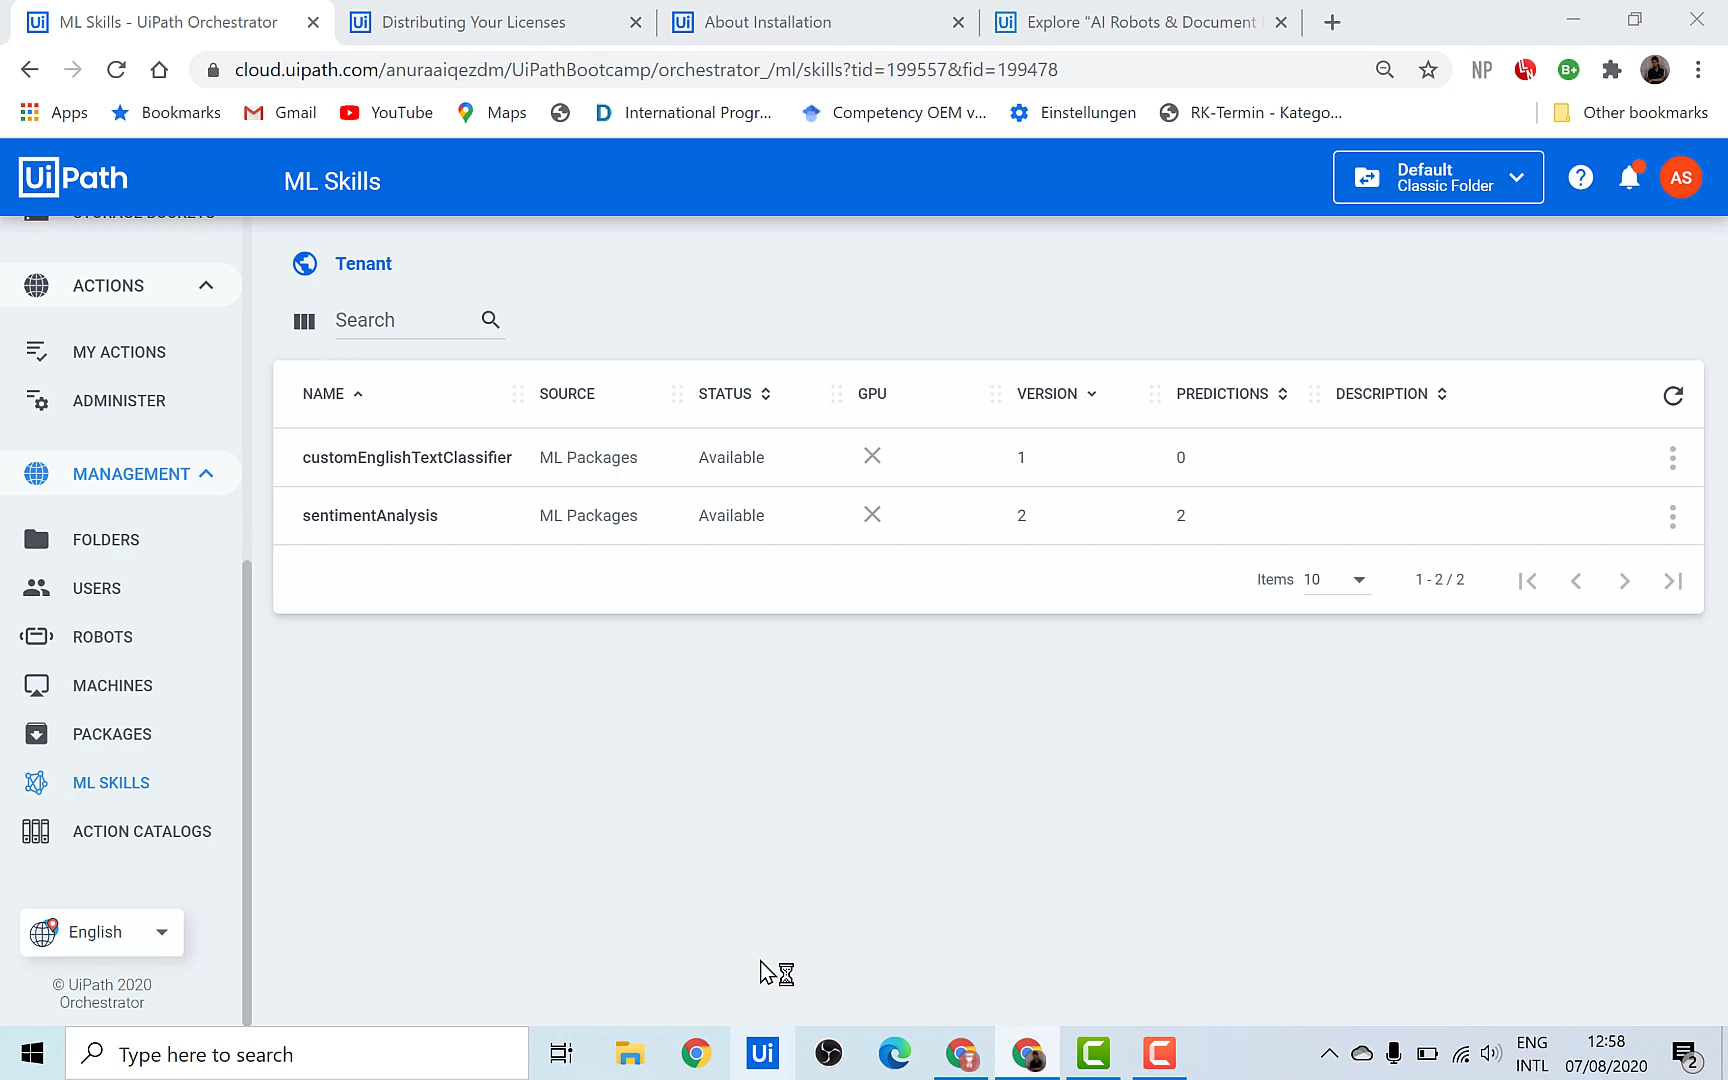 ML Skills - UiPath Orchestrator
Distributing Your Licenses
About Installation
Explore "AI Robots & Document
cloud.uipath.com/anuraaiqezdm/UiPathBootcamp/orchestrator_/ml/skills?tid=199557&fid=199478
NP
B+
Apps
Bookmarks
Gmail
YouTube
Maps
International Progr...
Competency OEM v...
Einstellungen
RK-Termin - Katego...
Other bookmarks
UiPath
ML Skills
Default
Classic Folder
AS
STORAGE BUCKETS
ACTIONS
MY ACTIONS
ADMINISTER
MANAGEMENT
FOLDERS
USERS
ROBOTS
MACHINES
PACKAGES
ML SKILLS
ACTION CATALOGS
English
© UiPath 2020
Orchestrator
Tenant
Search
NAME SOURCE STATUS GPU VERSION PREDICTIONS DESCRIPTION
customEnglishTextClassifier ML Packages Available 1 0
sentimentAnalysis ML Packages Available 2 2
Items 10 1 - 2 / 2
Type here to search
Ui
ENG
INTL
12:58
07/08/2020
2